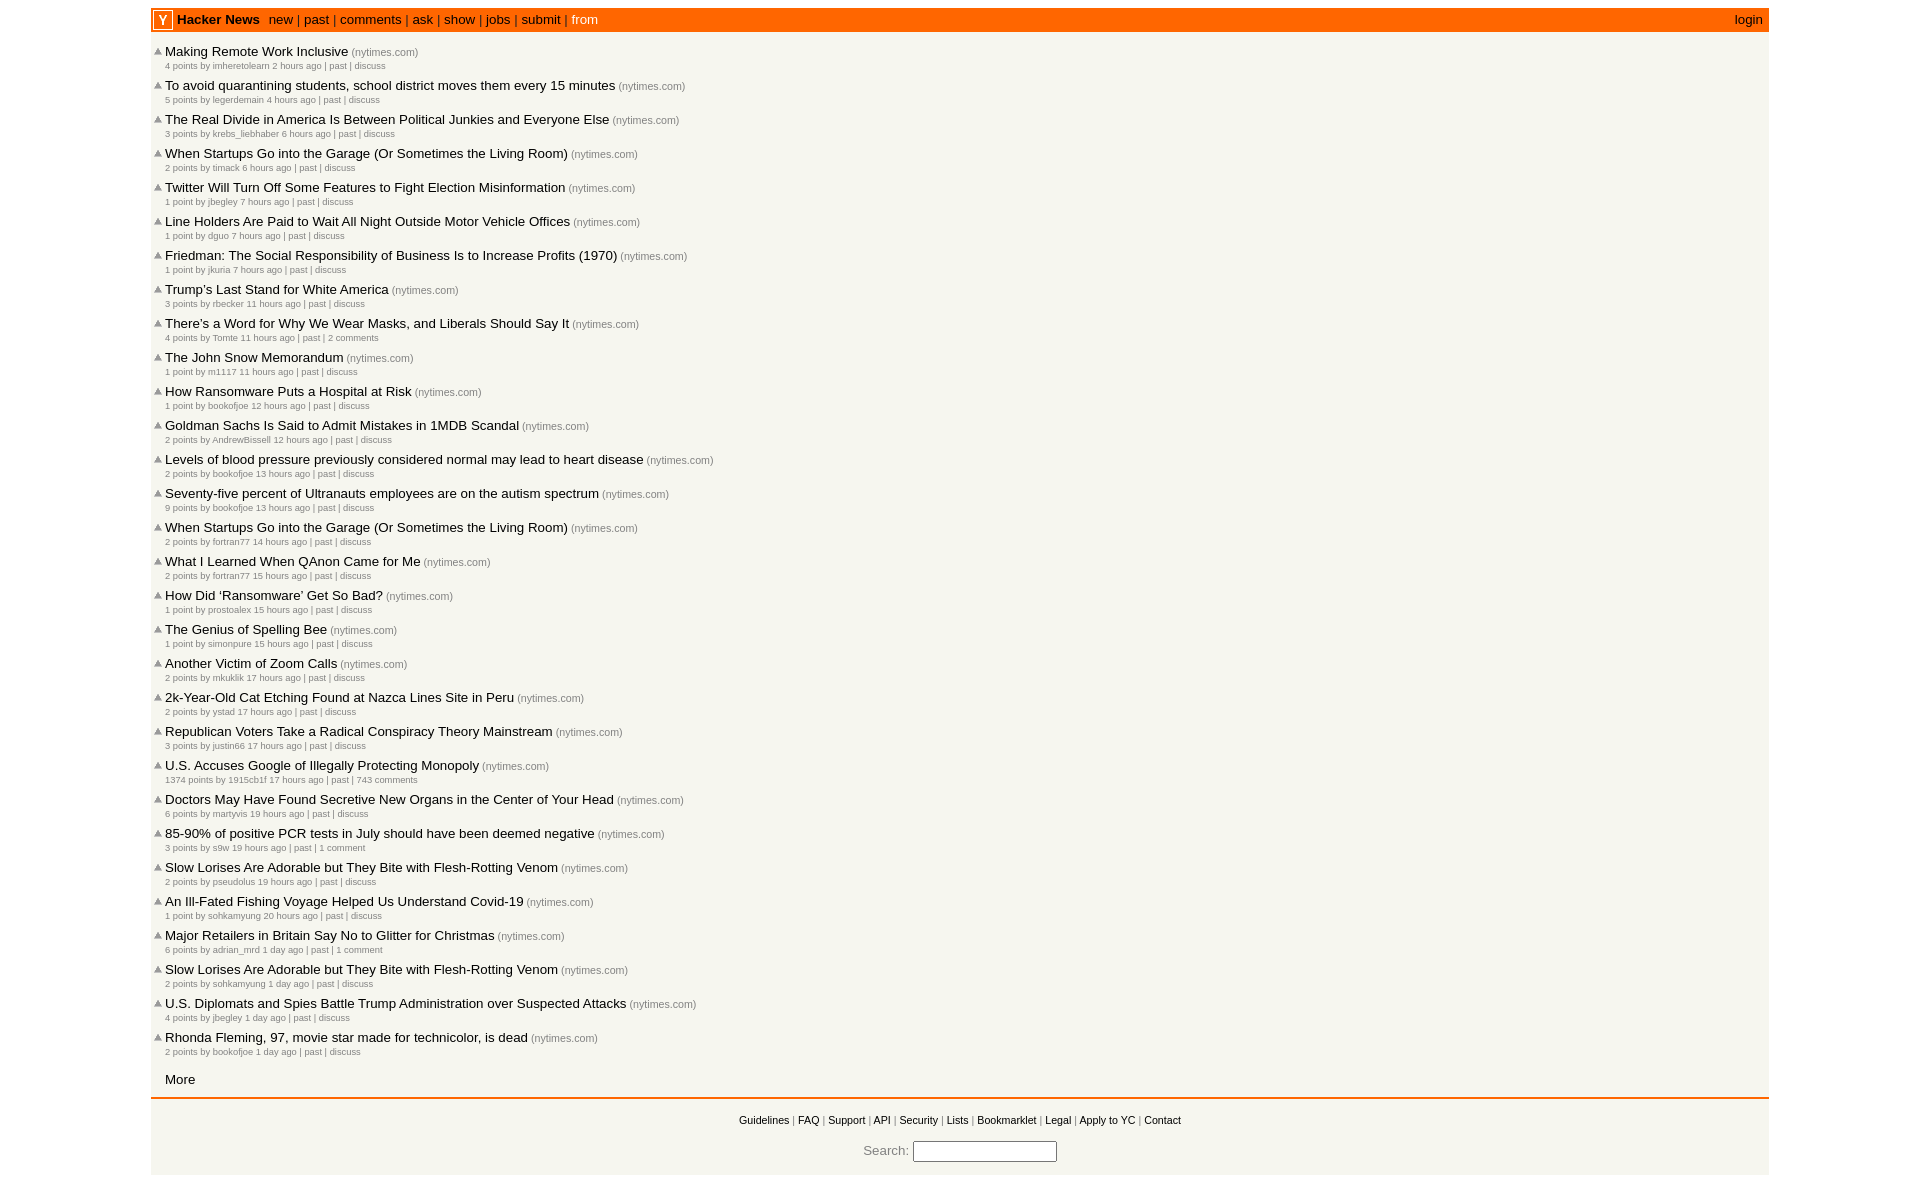 Y Hacker News new | past | comments | ask | show | jobs | submit | from login
Making Remote Work Inclusive (nytimes.com)
4 points by imheretolearn 2 hours ago | past | discuss
To avoid quarantining students, school district moves them every 15 minutes (nytimes.com)
5 points by legerdemain 4 hours ago | past | discuss
The Real Divide in America Is Between Political Junkies and Everyone Else (nytimes.com)
3 points by krebs_liebhaber 6 hours ago | past | discuss
When Startups Go into the Garage (Or Sometimes the Living Room) (nytimes.com)
2 points by timack 6 hours ago | past | discuss
Twitter Will Turn Off Some Features to Fight Election Misinformation (nytimes.com)
1 point by jbegley 7 hours ago | past | discuss
Line Holders Are Paid to Wait All Night Outside Motor Vehicle Offices (nytimes.com)
1 point by dguo 7 hours ago | past | discuss
Friedman: The Social Responsibility of Business Is to Increase Profits (1970) (nytimes.com)
1 point by jkuria 7 hours ago | past | discuss
Trump’s Last Stand for White America (nytimes.com)
3 points by rbecker 11 hours ago | past | discuss
There’s a Word for Why We Wear Masks, and Liberals Should Say It (nytimes.com)
4 points by Tomte 11 hours ago | past | 2 comments
The John Snow Memorandum (nytimes.com)
1 point by m1117 11 hours ago | past | discuss
How Ransomware Puts a Hospital at Risk (nytimes.com)
1 point by bookofjoe 12 hours ago | past | discuss
Goldman Sachs Is Said to Admit Mistakes in 1MDB Scandal (nytimes.com)
2 points by AndrewBissell 12 hours ago | past | discuss
Levels of blood pressure previously considered normal may lead to heart disease (nytimes.com)
2 points by bookofjoe 13 hours ago | past | discuss
Seventy-five percent of Ultranauts employees are on the autism spectrum (nytimes.com)
9 points by bookofjoe 13 hours ago | past | discuss
When Startups Go into the Garage (Or Sometimes the Living Room) (nytimes.com)
2 points by fortran77 14 hours ago | past | discuss
What I Learned When QAnon Came for Me (nytimes.com)
2 points by fortran77 15 hours ago | past | discuss
How Did ‘Ransomware’ Get So Bad? (nytimes.com)
1 point by prostoalex 15 hours ago | past | discuss
The Genius of Spelling Bee (nytimes.com)
1 point by simonpure 15 hours ago | past | discuss
Another Victim of Zoom Calls (nytimes.com)
2 points by mkuklik 17 hours ago | past | discuss
2k-Year-Old Cat Etching Found at Nazca Lines Site in Peru (nytimes.com)
2 points by ystad 17 hours ago | past | discuss
Republican Voters Take a Radical Conspiracy Theory Mainstream (nytimes.com)
3 points by justin66 17 hours ago | past | discuss
U.S. Accuses Google of Illegally Protecting Monopoly (nytimes.com)
1374 points by 1915cb1f 17 hours ago | past | 743 comments
Doctors May Have Found Secretive New Organs in the Center of Your Head (nytimes.com)
6 points by martyvis 19 hours ago | past | discuss
85-90% of positive PCR tests in July should have been deemed negative (nytimes.com)
3 points by s9w 19 hours ago | past | 1 comment
Slow Lorises Are Adorable but They Bite with Flesh-Rotting Venom (nytimes.com)
2 points by pseudolus 19 hours ago | past | discuss
An Ill-Fated Fishing Voyage Helped Us Understand Covid-19 (nytimes.com)
1 point by sohkamyung 20 hours ago | past | discuss
Major Retailers in Britain Say No to Glitter for Christmas (nytimes.com)
6 points by adrian_mrd 1 day ago | past | 1 comment
Slow Lorises Are Adorable but They Bite with Flesh-Rotting Venom (nytimes.com)
2 points by sohkamyung 1 day ago | past | discuss
U.S. Diplomats and Spies Battle Trump Administration over Suspected Attacks (nytimes.com)
4 points by jbegley 1 day ago | past | discuss
Rhonda Fleming, 97, movie star made for technicolor, is dead (nytimes.com)
2 points by bookofjoe 1 day ago | past | discuss
More
Guidelines | FAQ | Support | API | Security | Lists | Bookmarklet | Legal | Apply to YC | Contact
Search: